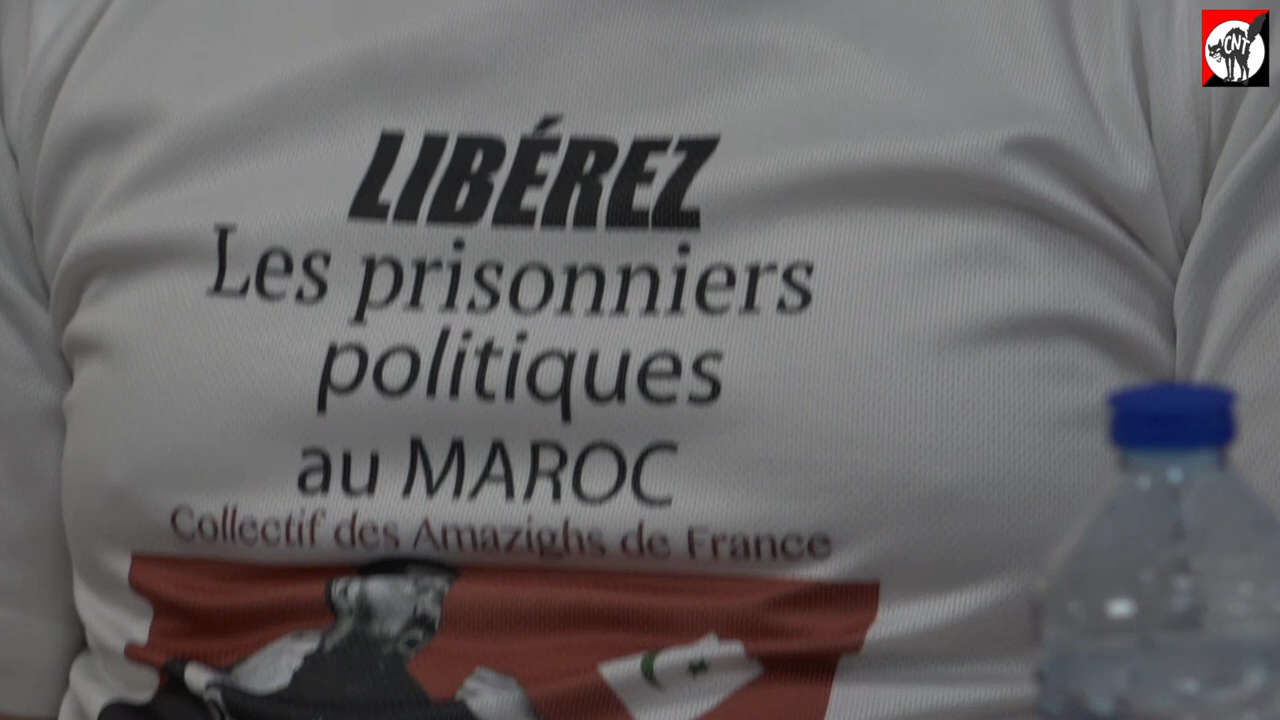 CNT
LIBÉREZ
Les prisonniers
politiques
au MAROC
Collectif des Amazighs de France